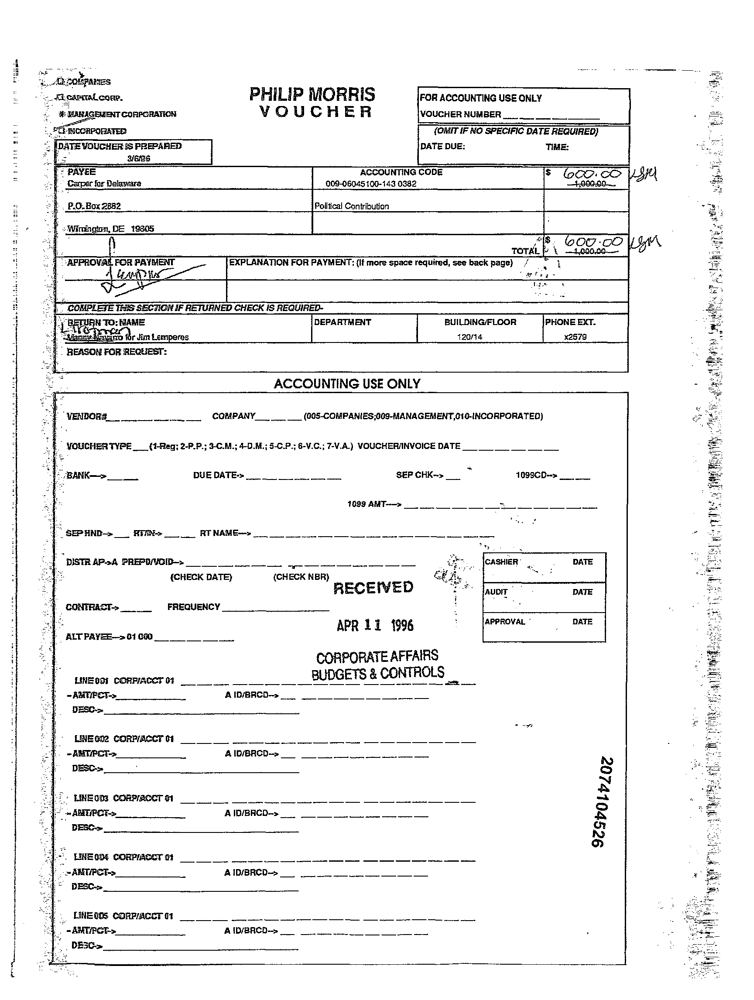 COMPANIES
CAPITAL CORP.
PHILIP MORRIS
VOUCHER
MANAGEMENT CORPORATION
INCORPORATED
FOR ACCOUNTING USE ONLY
VOUCHER NUMBER
(OMIT IF NO SPECIFIC DATE REQUIRED)
DATE VOUCHER IS PREPARED
3/6/96
DATE DUE: TIME:
PAYEE ACCOUNTING CODE $ 600.00
Carper for Delaware 009-06045100-143 0382 1,000.00
P.O. Box 2882 Political Contribution
Wilmington, DE 19805
TOTAL $ 600.00
1,000.00
APPROVAL FOR PAYMENT EXPLANATION FOR PAYMENT: (If more space required, see back page)
COMPLETE THIS SECTION IF RETURNED CHECK IS REQUIRED-
RETURN TO: NAME DEPARTMENT BUILDING/FLOOR PHONE EXT.
Manny Navarro for Jim Lemperes 120/14 x2579
REASON FOR REQUEST:
ACCOUNTING USE ONLY
VENDOR# COMPANY (005-COMPANIES;009-MANAGEMENT,010-INCORPORATED)
VOUCHER TYPE (1-Reg; 2-P.P.; 3-C.M.; 4-D.M.; 5-C.P.; 6-V.C.; 7-V.A.) VOUCHER/INVOICE DATE
BANK---> DUE DATE-> SEP CHK--> 1099CD-->
1099 AMT--->
SEP HND--> RT/IN-> RT NAME--->
DISTR AP->A PREPD/VOID-->
(CHECK DATE) (CHECK NBR)
CASHIER DATE
AUDIT DATE
APPROVAL DATE
RECEIVED
CONTRACT-> FREQUENCY
APR 11 1996
ALT PAYEE---> 01 000
CORPORATE AFFAIRS
BUDGETS & CONTROLS
LINE 001 CORP/ACCT 01
-AMT/PCT-> A ID/BRCD-->
DESC->
LINE 002 CORP/ACCT 01
-AMT/PCT-> A ID/BRCD-->
DESC->
LINE 003 CORP/ACCT 01
-AMT/PCT-> A ID/BRCD-->
DESC->
LINE 004 CORP/ACCT 01
-AMT/PCT-> A ID/BRCD-->
DESC->
LINE 005 CORP/ACCT 01
-AMT/PCT-> A ID/BRCD-->
DESC->
2074104526